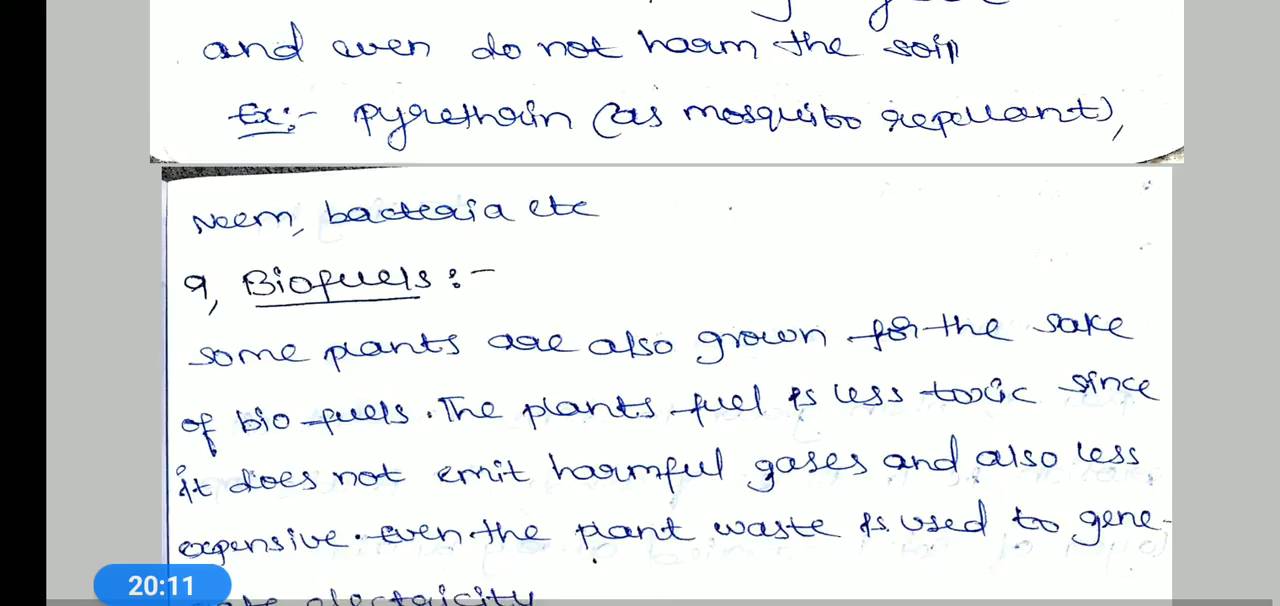 and even do not harm the soil
Ex:- pyrethrin (as mosquito repellant),
Neem, bacteria etc
9, Biofuels :-
some plants are also grown for the sake
of bio fuels. The plants fuel is less toxic since
it does not emit harmful gases and also less
expensive. even the plant waste is used to gene-
rate electricity
20:11